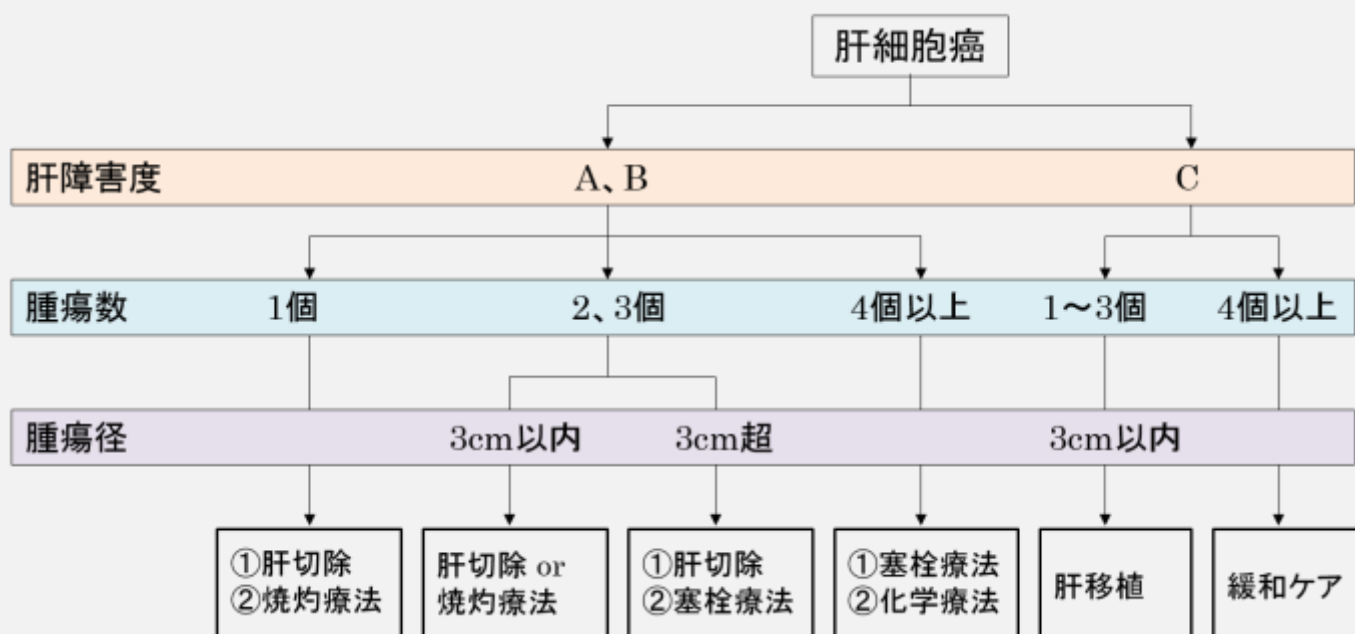 肝細胞癌
肝障害度 A、B C
腫瘍数 1個 2、3個 4個以上 1〜3個 4個以上
腫瘍径 3cm以内 3cm超 3cm以内
①肝切除
②焼灼療法
肝切除 or
焼灼療法
①肝切除
②塞栓療法
①塞栓療法
②化学療法
肝移植
緩和ケア